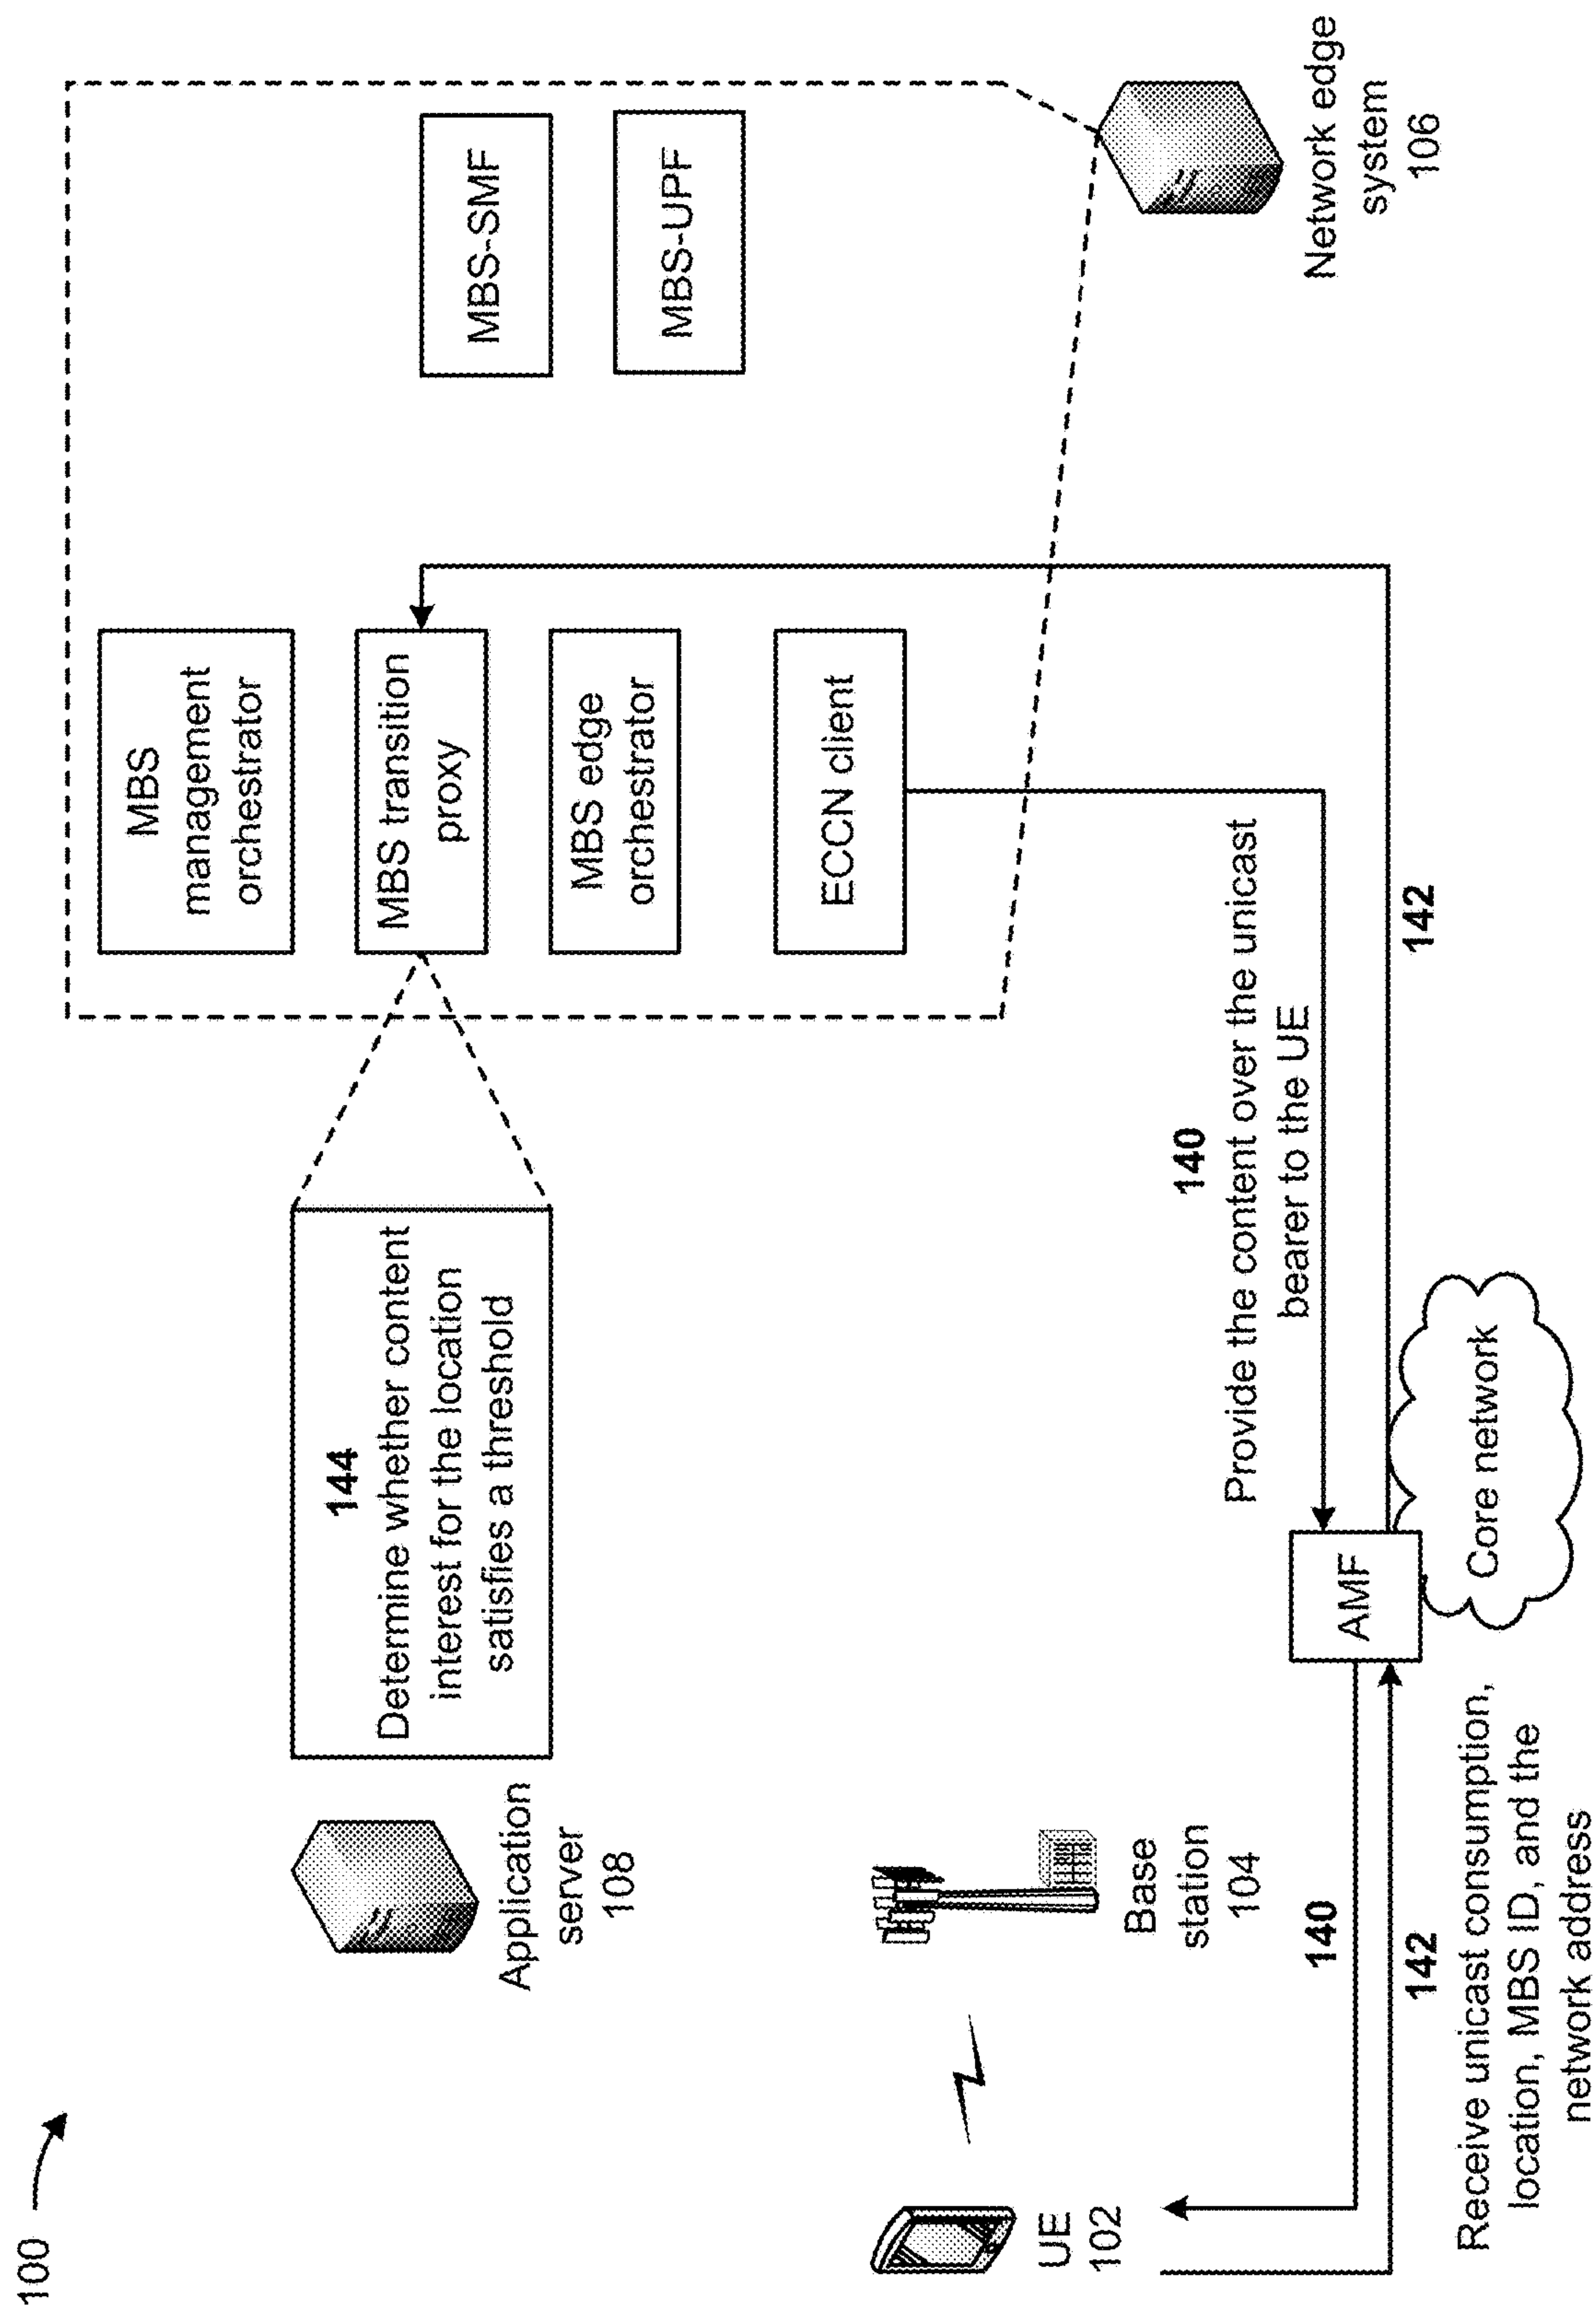 100
MBS
management
orchestrator
MBS transition
proxy
MBS edge
orchestrator
ECCN client
MBS-SMF
MBS-UPF
Network edge
system
106
144
Determine whether content
interest for the location
satisfies a threshold
Application
server
108
140
Provide the content over the unicast
bearer to the UE
142
UE
102
Base
station
104
AMF
Core network
140
142
Receive unicast consumption,
location, MBS ID, and the
network address